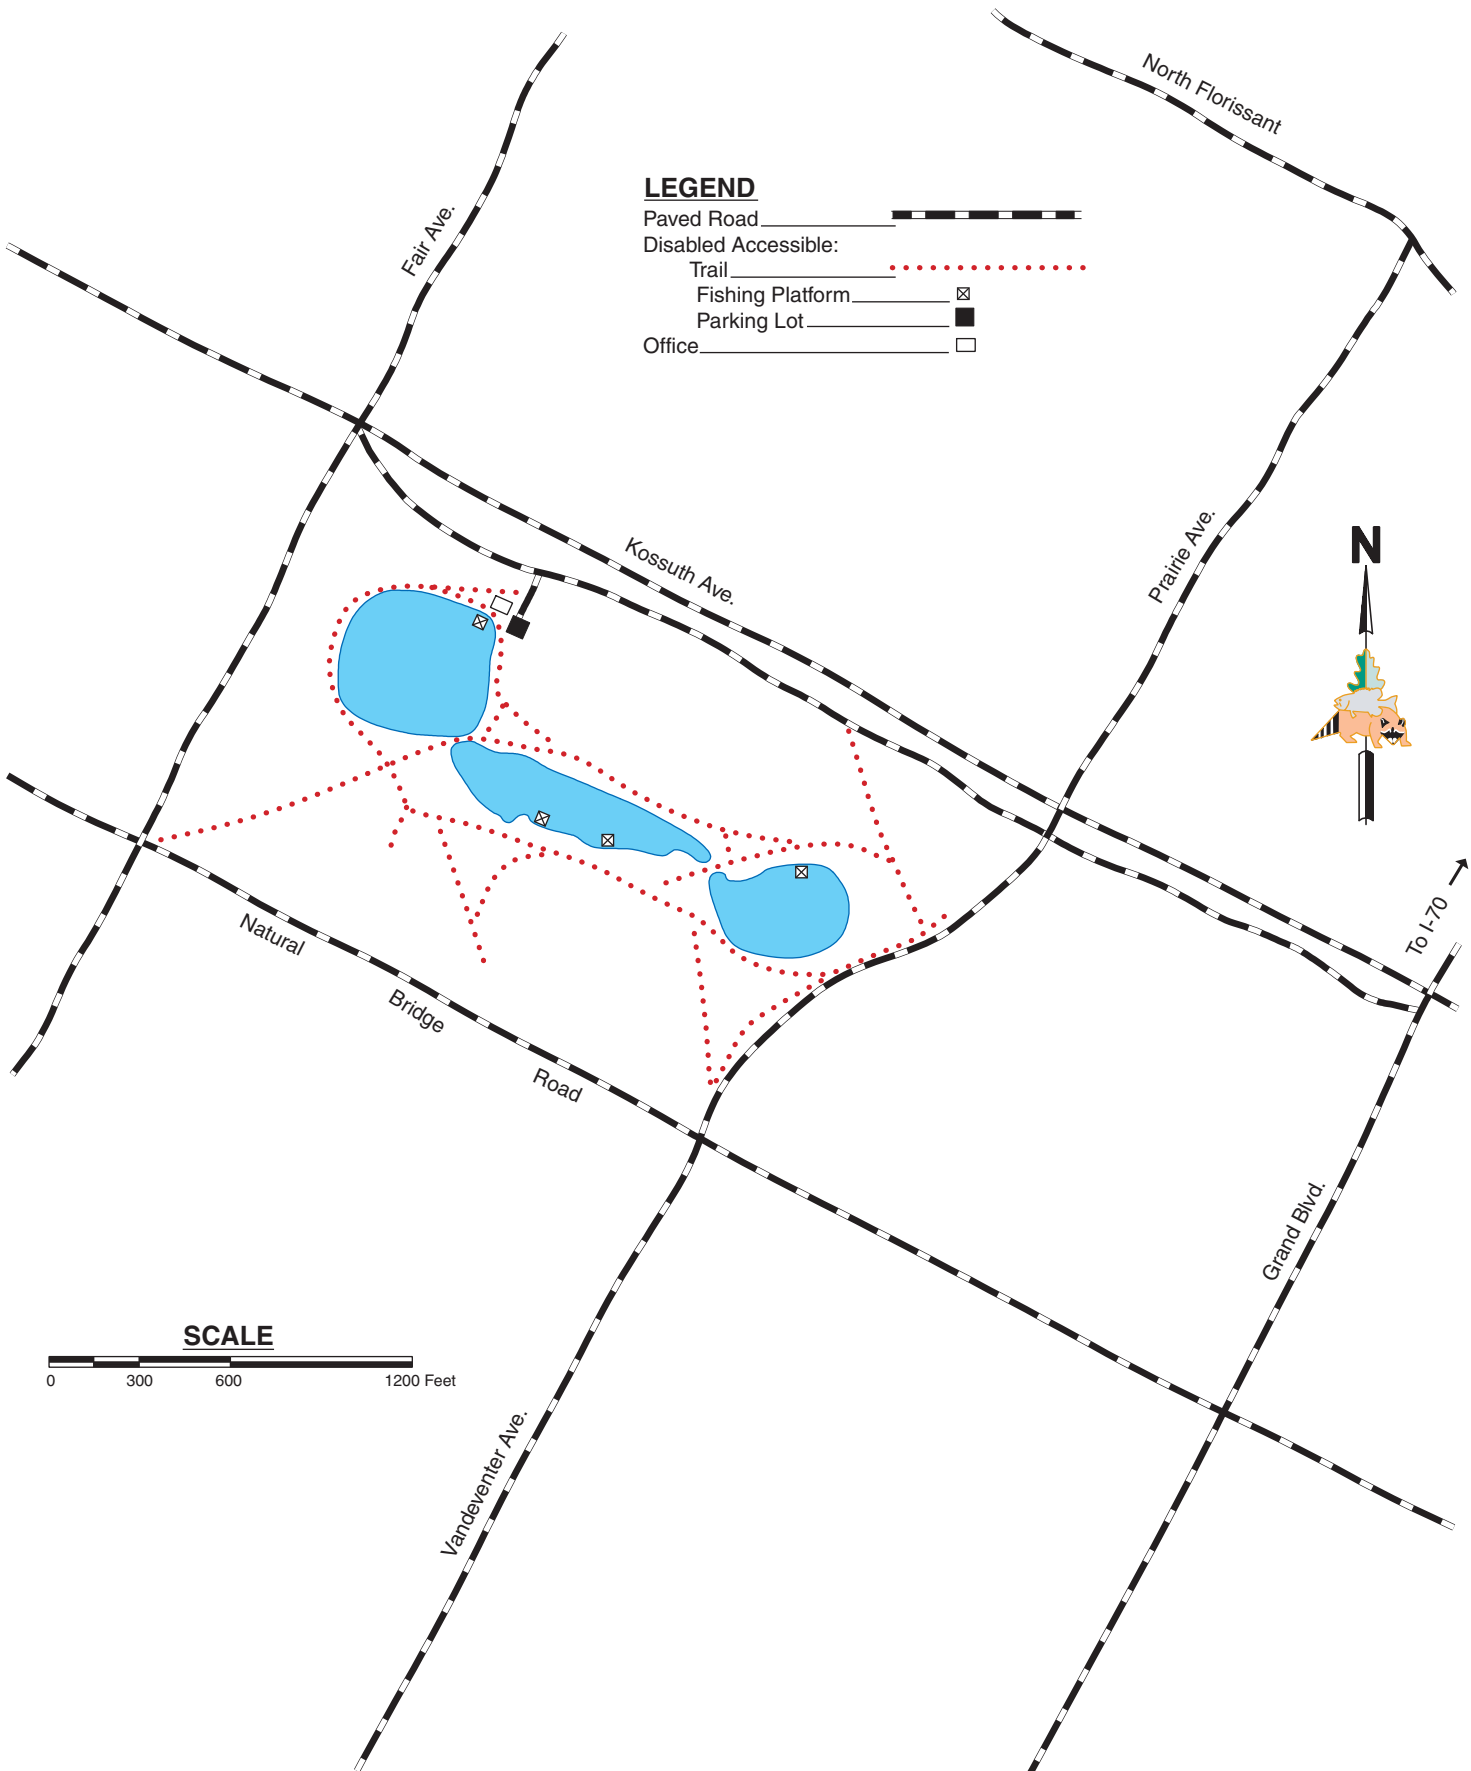 North Florissant
LEGEND
Paved Road
Disabled Accessible:
Trail
Fishing Platform
Parking Lot
Office
Fair Ave.
Kossuth Ave.
Prairie Ave.
N
To I-70
Natural
Bridge
Road
Grand Blvd.
SCALE
0 300 600 1200 Feet
Vandeventer Ave.